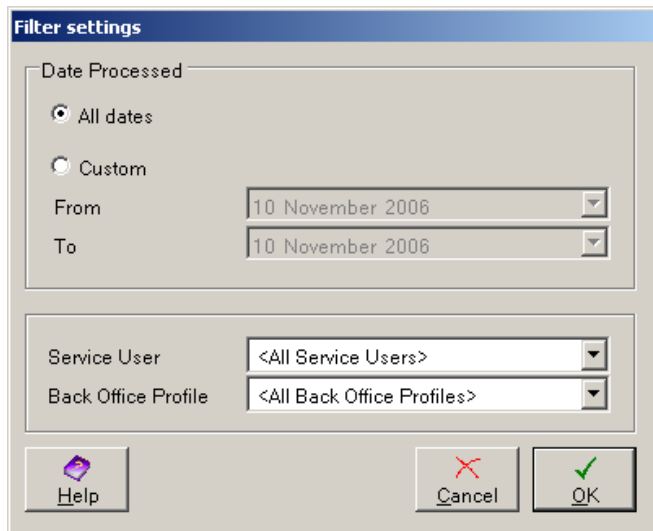 Filter settings
Date Processed
All dates
Custom
From 10 November 2006
To 10 November 2006
Service User <All Service Users>
Back Office Profile <All Back Office Profiles>
Help Cancel OK